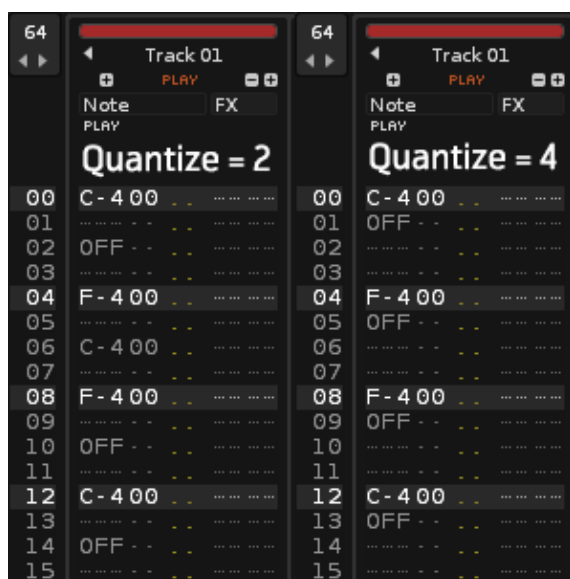 64 Track 01 64 Track 01
PLAY PLAY
Note FX Note FX
PLAY PLAY
Quantize = 2 Quantize = 4
00 C-400 .. 00 C-400 ..
01 .. 01 OFF-- ..
02 OFF-- .. 02 ..
03 .. 03 ..
04 F-400 .. 04 F-400 ..
05 .. 05 OFF-- ..
06 C-400 .. 06 ..
07 .. 07 ..
08 F-400 .. 08 F-400 ..
09 .. 09 OFF-- ..
10 OFF-- .. 10 ..
11 .. 11 ..
12 C-400 .. 12 C-400 ..
13 .. 13 OFF-- ..
14 OFF-- .. 14 ..
15 .. 15 ..